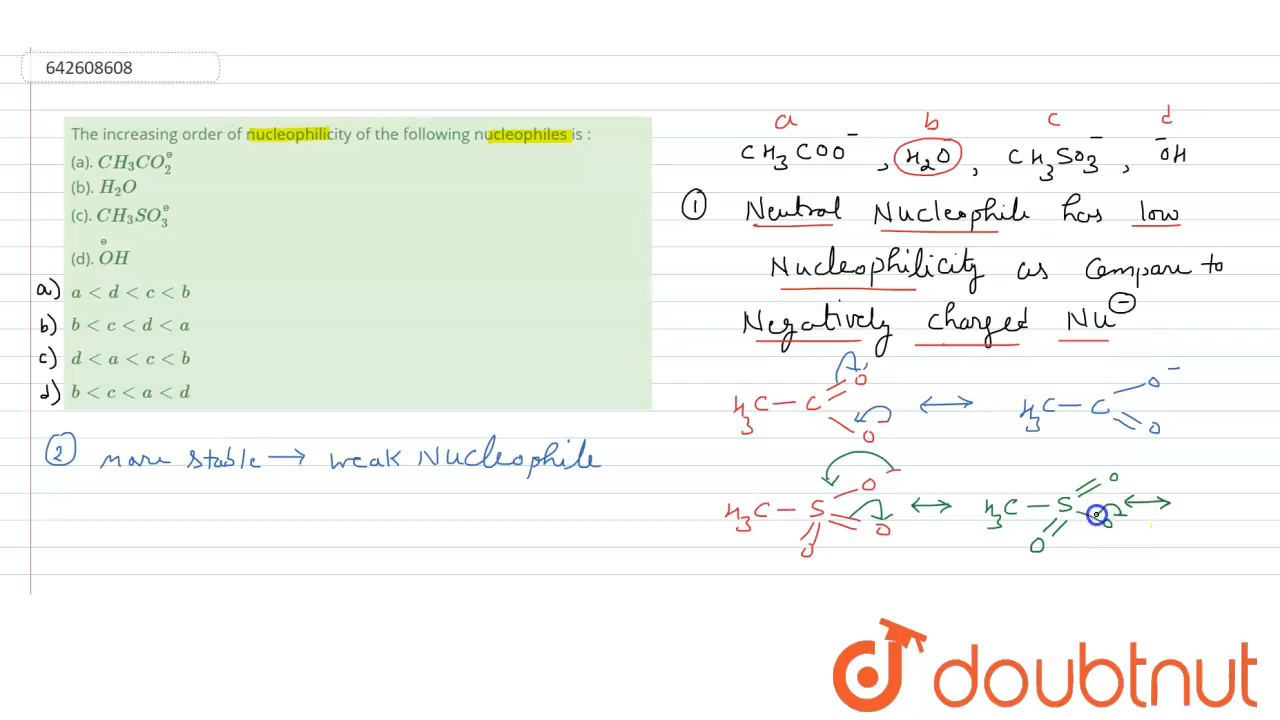 642608608
The increasing order of nucleophilicity of the following nucleophiles is :
(a). CH₃CO₂^⊖
(b). H₂O
(c). CH₃SO₃^⊖
(d). O^⊖H
a) a < d < c < b
b) b < c < d < a
c) d < a < c < b
d) b < c < a < d
② more stable → weak Nucleophile
a b c d
CH₃COO⁻, H₂O, CH₃SO₃⁻, ⁻OH
① Neutral Nucleophile has low
Nucleophilicity as compare to
Negatively charged Nu⊖
H₃C – C O O ↔ H₃C – C O⁻ O
H₃C – S O O O ↔ H₃C – S O O O ↔
doubtnut